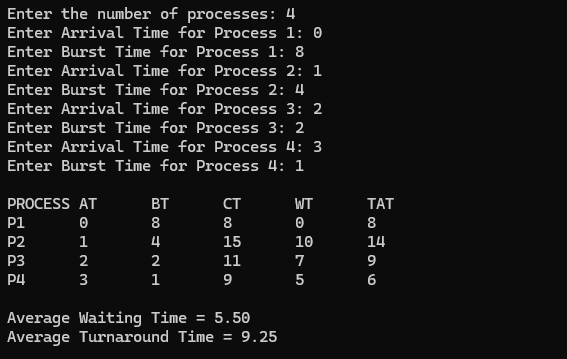 Enter the number of processes: 4
Enter Arrival Time for Process 1: 0
Enter Burst Time for Process 1: 8
Enter Arrival Time for Process 2: 1
Enter Burst Time for Process 2: 4
Enter Arrival Time for Process 3: 2
Enter Burst Time for Process 3: 2
Enter Arrival Time for Process 4: 3
Enter Burst Time for Process 4: 1
PROCESS AT BT CT WT TAT
P1 0 8 8 0 8
P2 1 4 15 10 14
P3 2 2 11 7 9
P4 3 1 9 5 6
Average Waiting Time = 5.50
Average Turnaround Time = 9.25